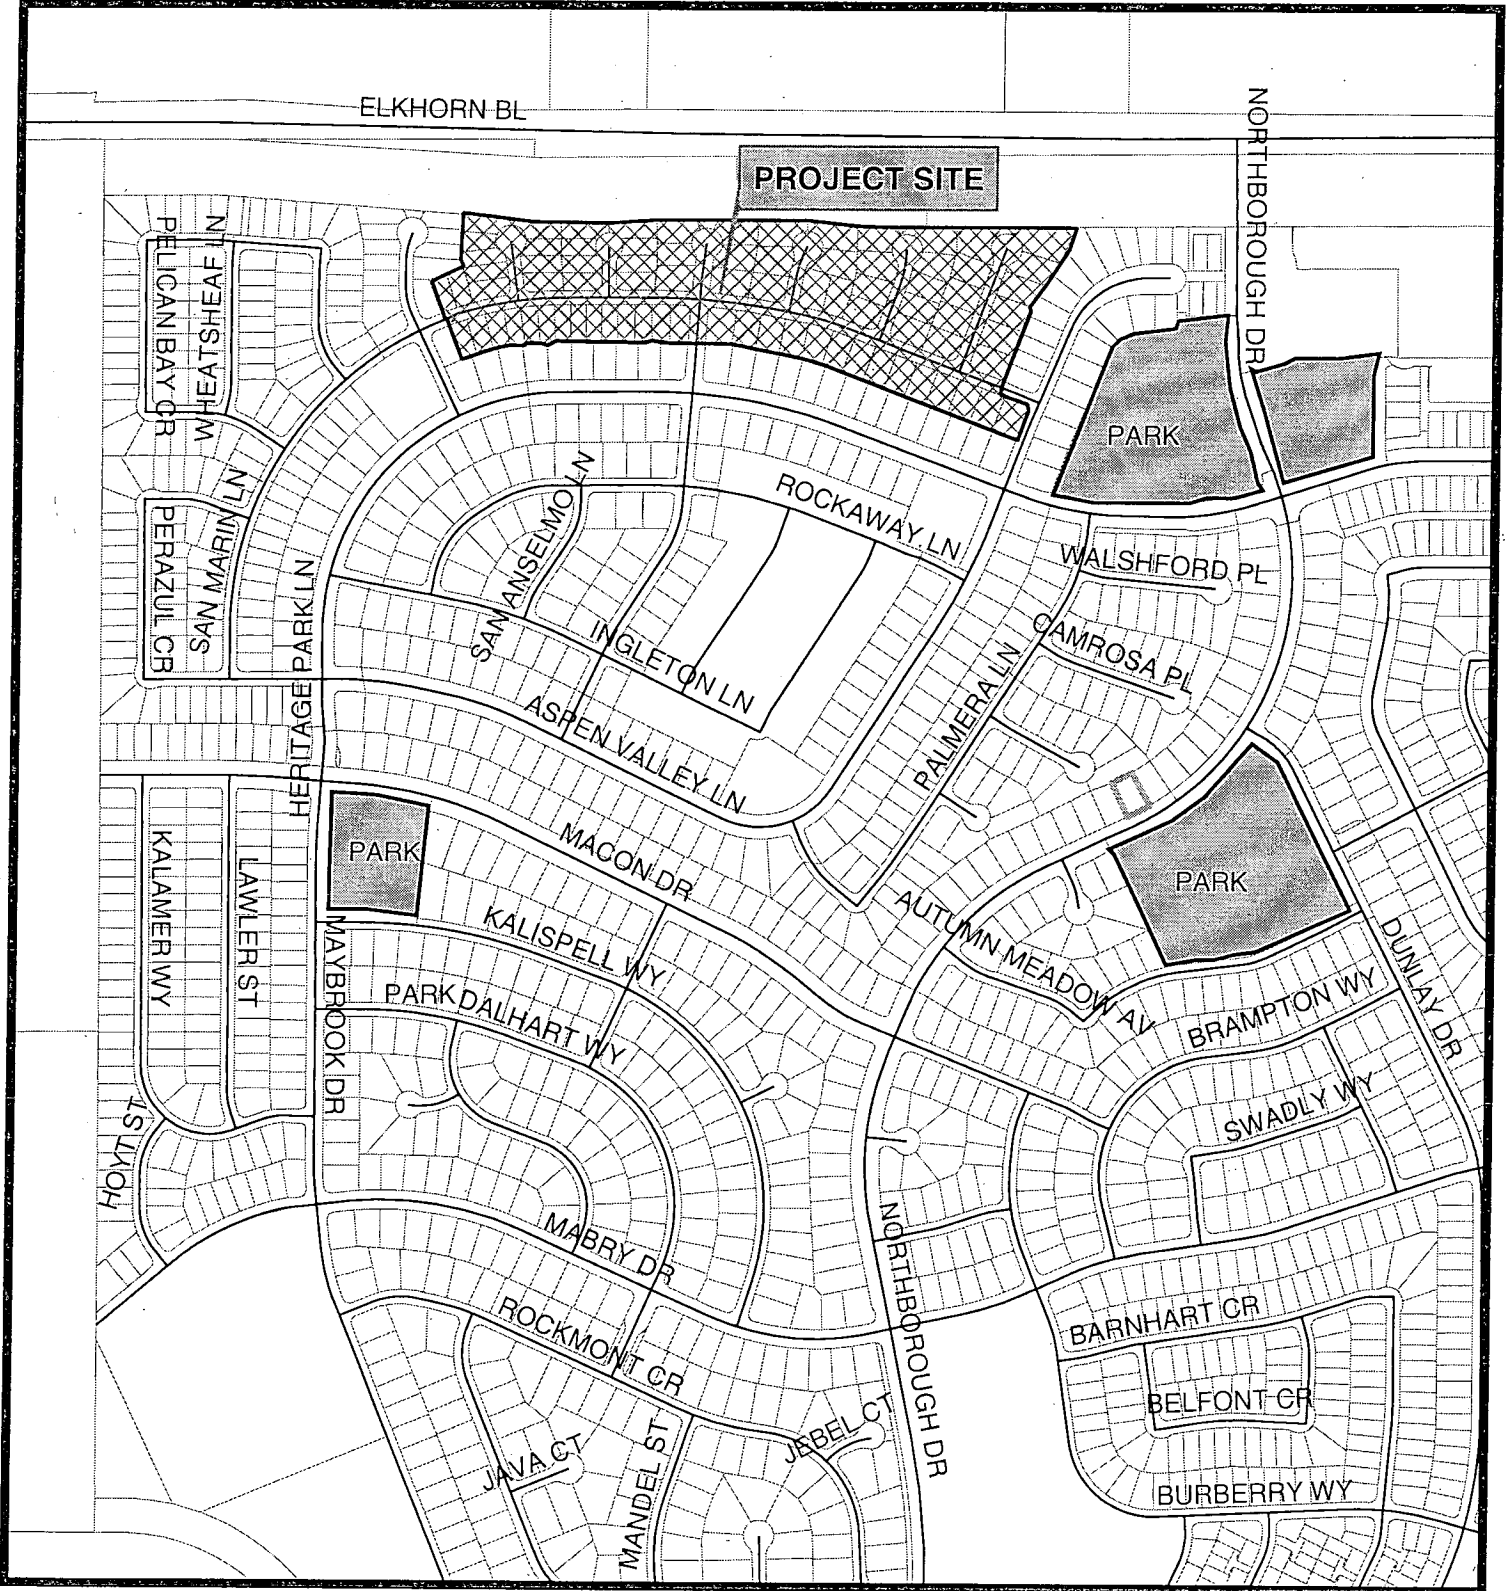 ELKHORN BL
NORTHBOROUGH DR
PROJECT SITE
PELICAN BAY CR
WHEATSHEAF LN
PARK
ROCKAWAY LN
SAN ANSELMO LN
SAN MARIN LN
PERAZUL CR
WALSHFORD PL
HERITAGE PARK LN
CAMROSA PL
INGLETON LN
PALMERA LN
ASPEN VALLEY LN
MACON DR
PARK
PARK
KALAMER WY
LAWLER ST
AUTUMN MEADOW AV
KALISPELL WY
MAYBROOK DR
DUNLAY DR
PARK DALHART WY
BRAMPTON WY
SWADLY WY
HOYT ST
MABRY DR
NORTHBOROUGH DR
ROCKMONT CR
BARNHART CR
BELFONT CR
JEBEL CT
JAVA CT
MANDEL ST
BURBERRY WY